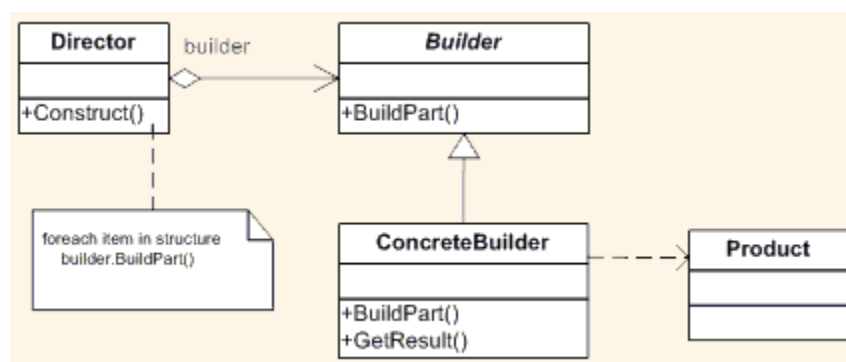 Director
builder
Builder
+Construct()
+BuildPart()
foreach item in structure
builder.BuildPart()
ConcreteBuilder
Product
+BuildPart()
+GetResult()